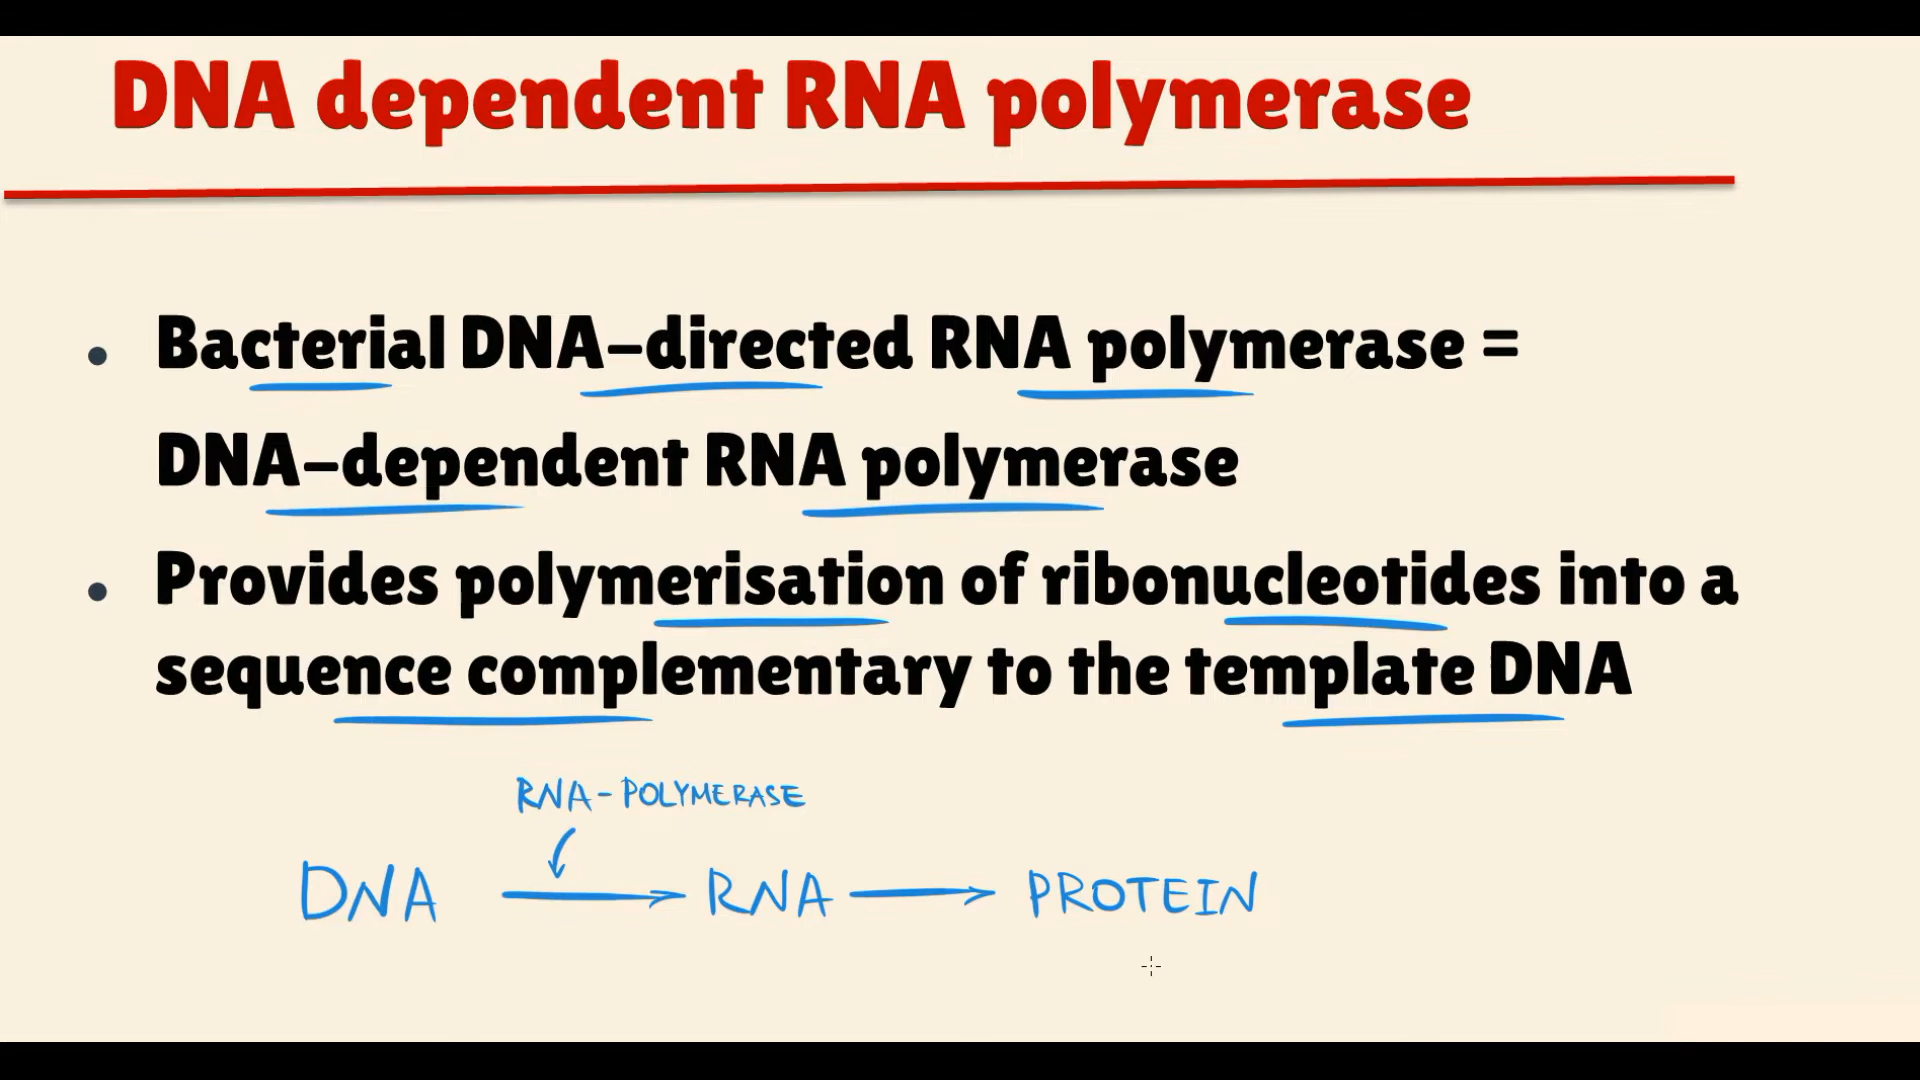 DNA dependent RNA polymerase
• Bacterial DNA-directed RNA polymerase =
DNA-dependent RNA polymerase
• Provides polymerisation of ribonucleotides into a
sequence complementary to the template DNA
RNA-POLYMERASE
DNA → RNA → PROTEIN